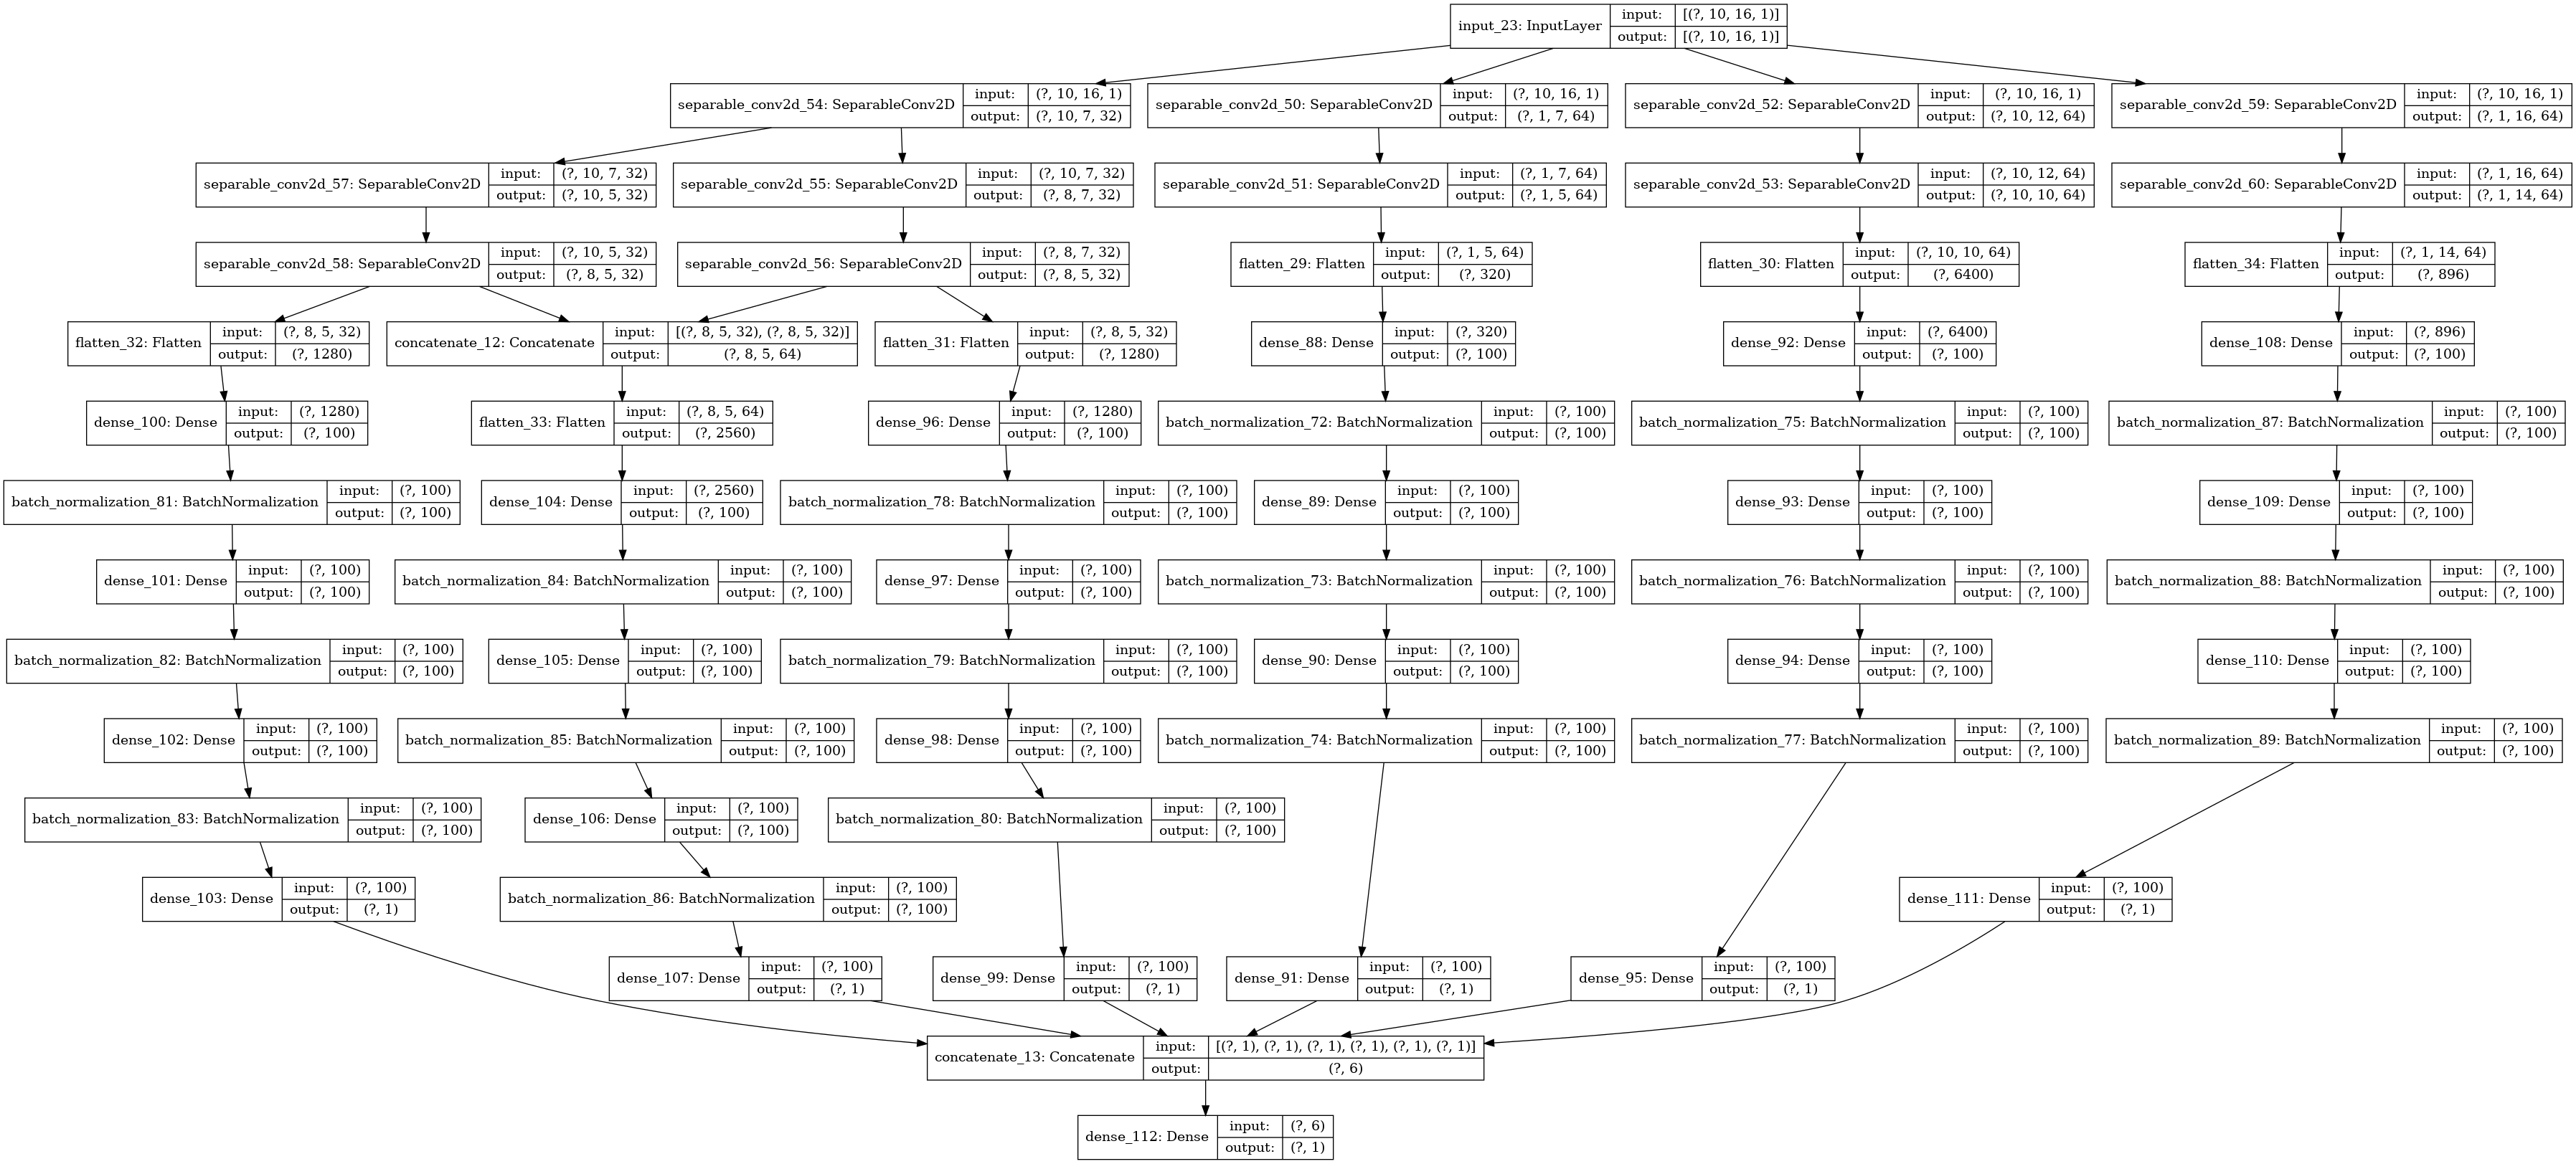 input_23: InputLayer input: [(?, 10, 16, 1)]
output: [(?, 10, 16, 1)]
separable_conv2d_54: SeparableConv2D input: (?, 10, 16, 1)
output: (?, 10, 7, 32)
separable_conv2d_50: SeparableConv2D input: (?, 10, 16, 1)
output: (?, 1, 7, 64)
separable_conv2d_52: SeparableConv2D input: (?, 10, 16, 1)
output: (?, 10, 12, 64)
separable_conv2d_59: SeparableConv2D input: (?, 10, 16, 1)
output: (?, 1, 16, 64)
separable_conv2d_57: SeparableConv2D input: (?, 10, 7, 32)
output: (?, 10, 5, 32)
separable_conv2d_55: SeparableConv2D input: (?, 10, 7, 32)
output: (?, 8, 7, 32)
separable_conv2d_51: SeparableConv2D input: (?, 1, 7, 64)
output: (?, 1, 5, 64)
separable_conv2d_53: SeparableConv2D input: (?, 10, 12, 64)
output: (?, 10, 10, 64)
separable_conv2d_60: SeparableConv2D input: (?, 1, 16, 64)
output: (?, 1, 14, 64)
separable_conv2d_58: SeparableConv2D input: (?, 10, 5, 32)
output: (?, 8, 5, 32)
separable_conv2d_56: SeparableConv2D input: (?, 8, 7, 32)
output: (?, 8, 5, 32)
flatten_29: Flatten input: (?, 1, 5, 64)
output: (?, 320)
flatten_30: Flatten input: (?, 10, 10, 64)
output: (?, 6400)
flatten_34: Flatten input: (?, 1, 14, 64)
output: (?, 896)
flatten_32: Flatten input: (?, 8, 5, 32)
output: (?, 1280)
concatenate_12: Concatenate input: [(?, 8, 5, 32), (?, 8, 5, 32)]
output: (?, 8, 5, 64)
flatten_31: Flatten input: (?, 8, 5, 32)
output: (?, 1280)
dense_88: Dense input: (?, 320)
output: (?, 100)
dense_92: Dense input: (?, 6400)
output: (?, 100)
dense_108: Dense input: (?, 896)
output: (?, 100)
dense_100: Dense input: (?, 1280)
output: (?, 100)
flatten_33: Flatten input: (?, 8, 5, 64)
output: (?, 2560)
dense_96: Dense input: (?, 1280)
output: (?, 100)
batch_normalization_72: BatchNormalization input: (?, 100)
output: (?, 100)
batch_normalization_75: BatchNormalization input: (?, 100)
output: (?, 100)
batch_normalization_87: BatchNormalization input: (?, 100)
output: (?, 100)
batch_normalization_81: BatchNormalization input: (?, 100)
output: (?, 100)
dense_104: Dense input: (?, 2560)
output: (?, 100)
batch_normalization_78: BatchNormalization input: (?, 100)
output: (?, 100)
dense_89: Dense input: (?, 100)
output: (?, 100)
dense_93: Dense input: (?, 100)
output: (?, 100)
dense_109: Dense input: (?, 100)
output: (?, 100)
dense_101: Dense input: (?, 100)
output: (?, 100)
batch_normalization_84: BatchNormalization input: (?, 100)
output: (?, 100)
dense_97: Dense input: (?, 100)
output: (?, 100)
batch_normalization_73: BatchNormalization input: (?, 100)
output: (?, 100)
batch_normalization_76: BatchNormalization input: (?, 100)
output: (?, 100)
batch_normalization_88: BatchNormalization input: (?, 100)
output: (?, 100)
batch_normalization_82: BatchNormalization input: (?, 100)
output: (?, 100)
dense_105: Dense input: (?, 100)
output: (?, 100)
batch_normalization_79: BatchNormalization input: (?, 100)
output: (?, 100)
dense_90: Dense input: (?, 100)
output: (?, 100)
dense_94: Dense input: (?, 100)
output: (?, 100)
dense_110: Dense input: (?, 100)
output: (?, 100)
dense_102: Dense input: (?, 100)
output: (?, 100)
batch_normalization_85: BatchNormalization input: (?, 100)
output: (?, 100)
dense_98: Dense input: (?, 100)
output: (?, 100)
batch_normalization_74: BatchNormalization input: (?, 100)
output: (?, 100)
batch_normalization_77: BatchNormalization input: (?, 100)
output: (?, 100)
batch_normalization_89: BatchNormalization input: (?, 100)
output: (?, 100)
batch_normalization_83: BatchNormalization input: (?, 100)
output: (?, 100)
dense_106: Dense input: (?, 100)
output: (?, 100)
batch_normalization_80: BatchNormalization input: (?, 100)
output: (?, 100)
dense_103: Dense input: (?, 100)
output: (?, 1)
batch_normalization_86: BatchNormalization input: (?, 100)
output: (?, 100)
dense_111: Dense input: (?, 100)
output: (?, 1)
dense_107: Dense input: (?, 100)
output: (?, 1)
dense_99: Dense input: (?, 100)
output: (?, 1)
dense_91: Dense input: (?, 100)
output: (?, 1)
dense_95: Dense input: (?, 100)
output: (?, 1)
concatenate_13: Concatenate input: [(?, 1), (?, 1), (?, 1), (?, 1), (?, 1), (?, 1)]
output: (?, 6)
dense_112: Dense input: (?, 6)
output: (?, 1)